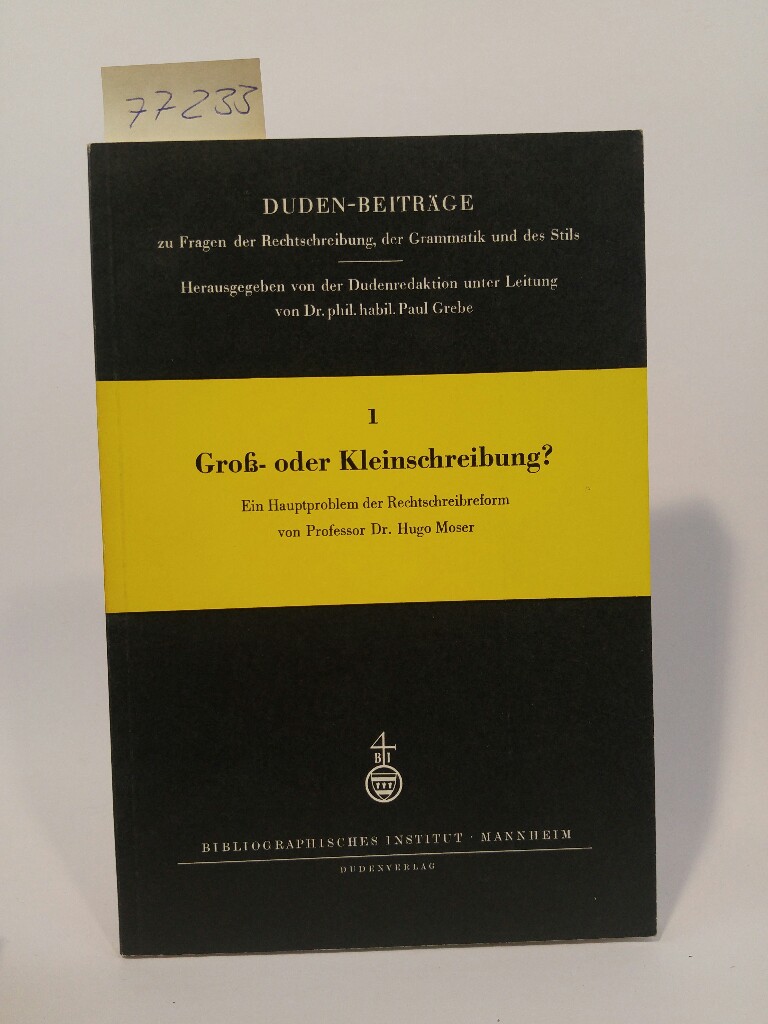 77233
DUDEN-BEITRÄGE
zu Fragen der Rechtschreibung, der Grammatik und des Stils
Herausgegeben von der Dudenredaktion unter Leitung
von Dr. phil. habil. Paul Grebe
1
Groß- oder Kleinschreibung?
Ein Hauptproblem der Rechtschreibreform
von Professor Dr. Hugo Moser
BI
BIBLIOGRAPHISCHES INSTITUT · MANNHEIM
DUDENVERLAG